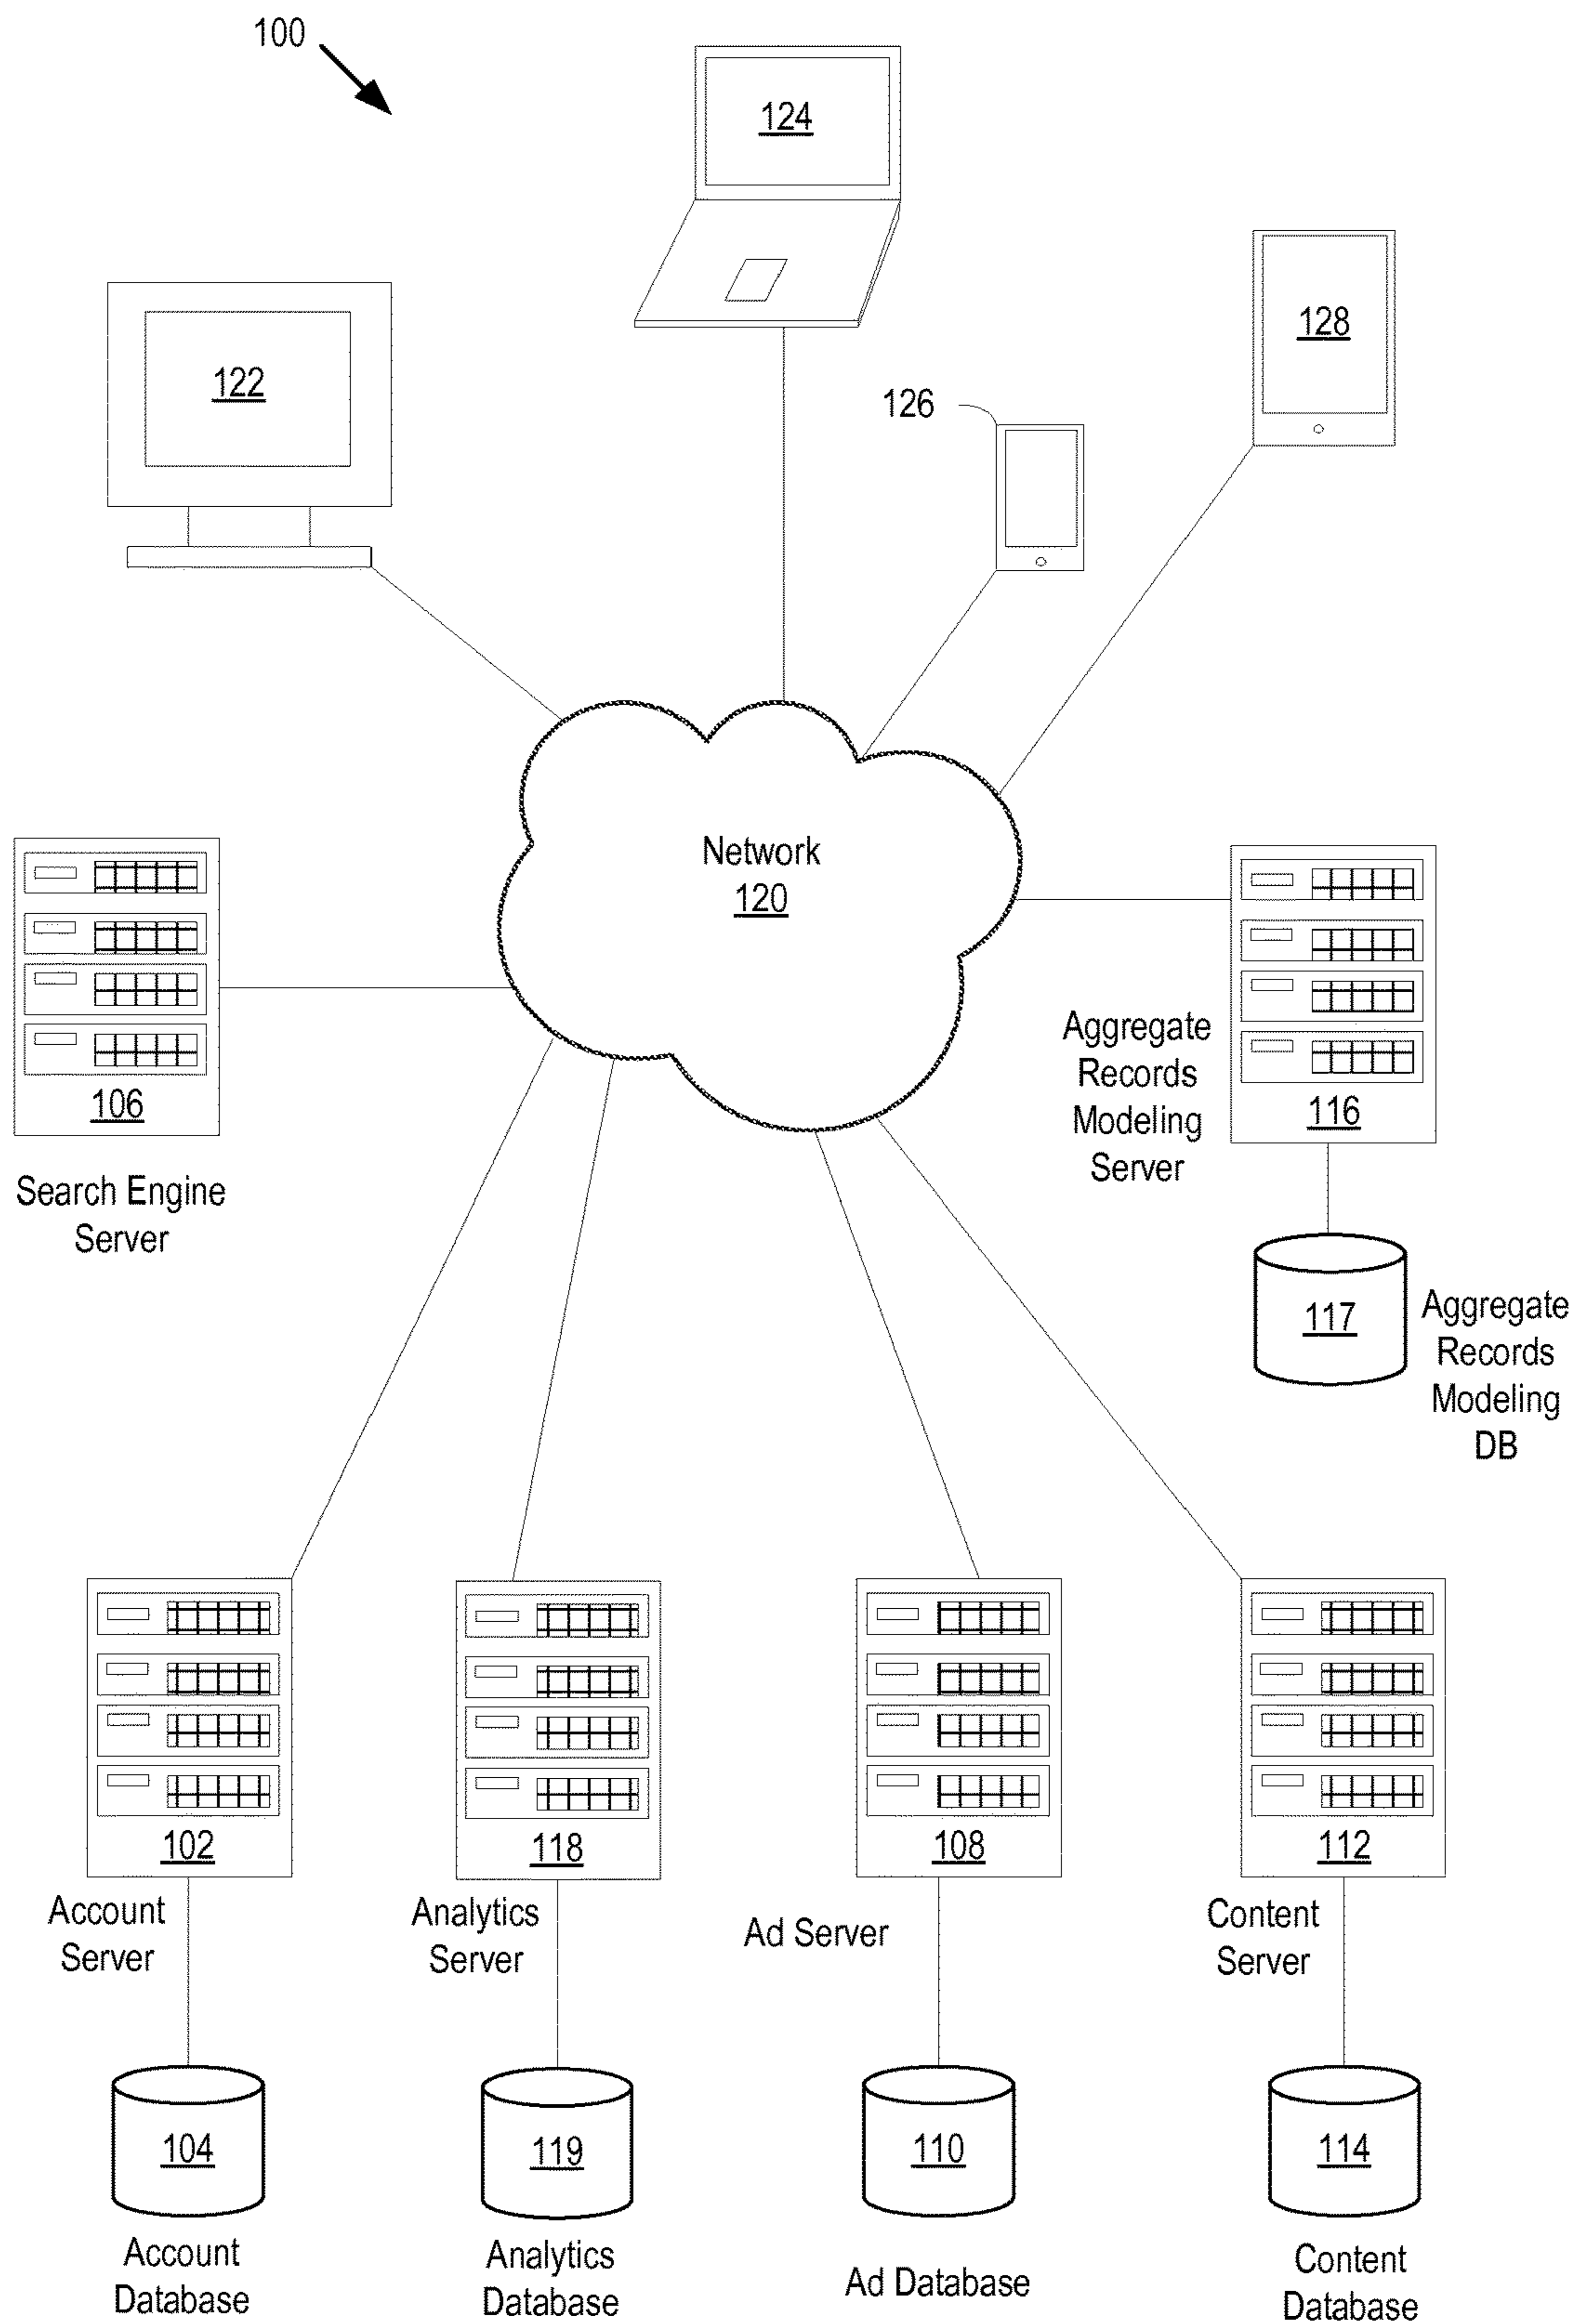 100
124
128
122
126
Network
120
106
Search Engine
Server
Aggregate
Records
Modeling
Server
116
117
Aggregate
Records
Modeling
DB
102
Account
Server
118
Analytics
Server
108
Ad Server
112
Content
Server
104
Account
Database
119
Analytics
Database
110
Ad Database
114
Content
Database